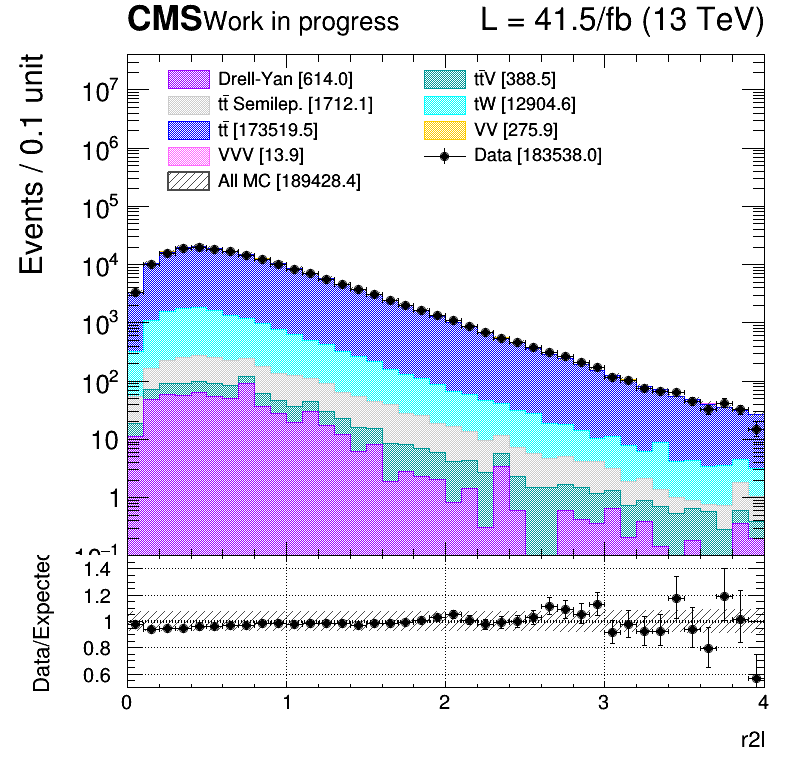 CMS Work in progress L = 41.5/fb (13 TeV)
Events / 0.1 unit
Drell-Yan [614.0] tt̄V [388.5]
tt̄ Semilep. [1712.1] tW [12904.6]
tt̄ [173519.5] VV [275.9]
VVV [13.9] Data [183538.0]
All MC [189428.4]
10⁷
10⁶
10⁵
10⁴
10³
10²
10
1
10⁻¹
Data/Expected
1.4
1.2
1
0.8
0.6
0 1 2 3 4
r2l